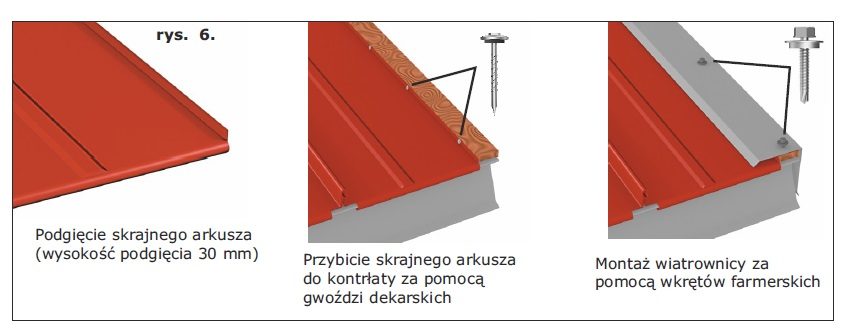 rys. 6.
Podgięcie skrajnego arkusza
(wysokość podgięcia 30 mm)
Przybicie skrajnego arkusza
do kontrłaty za pomocą
gwoździ dekarskich
Montaż wiatrownicy za
pomocą wkrętów farmerskich